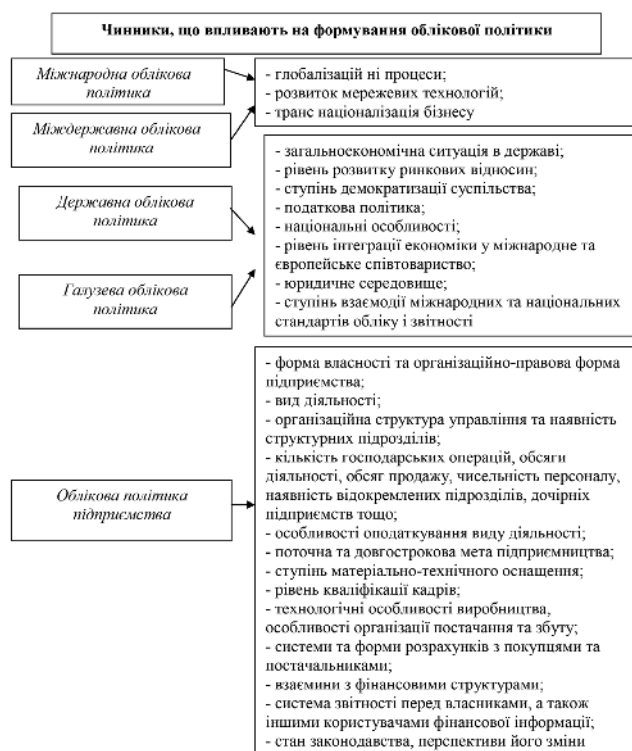 Чинники, що впливають на формування облікової політики
Міжнародна облікова
політика
Міждержавна облікова
політика
- глобалізацій ні процеси;
- розвиток мережевих технологій;
- транс націоналізація бізнесу
Державна облікова
політика
Галузева облікова
політика
- загальноекономічна ситуація в державі;
- рівень розвитку ринкових відносин;
- ступінь демократизації суспільства;
- податкова політика;
- національні особливості;
- рівень інтеграції економіки у міжнародне та
європейське співтовариство;
- юридичне середовище;
- ступінь взаємодії міжнародних та національних
стандартів обліку і звітності
Облікова політика
підприємства
- форма власності та організаційно-правова форма
підприємства;
- вид діяльності;
- організаційна структура управління та наявність
структурних підрозділів;
- кількість господарських операцій, обсяги
діяльності, обсяг продажу, чисельність персоналу,
наявність відокремлених підрозділів, дочірніх
підприємств тощо;
- особливості оподаткування виду діяльності;
- поточна та довгострокова мета підприємництва;
- ступінь матеріально-технічного оснащення;
- рівень кваліфікації кадрів;
- технологічні особливості виробництва,
особливості організації постачання та збуту;
- системи та форми розрахунків з покупцями та
постачальниками;
- взаємини з фінансовими структурами;
- система звітності перед власниками, а також
іншими користувачами фінансової інформації;
- стан законодавства, перспективи його зміни